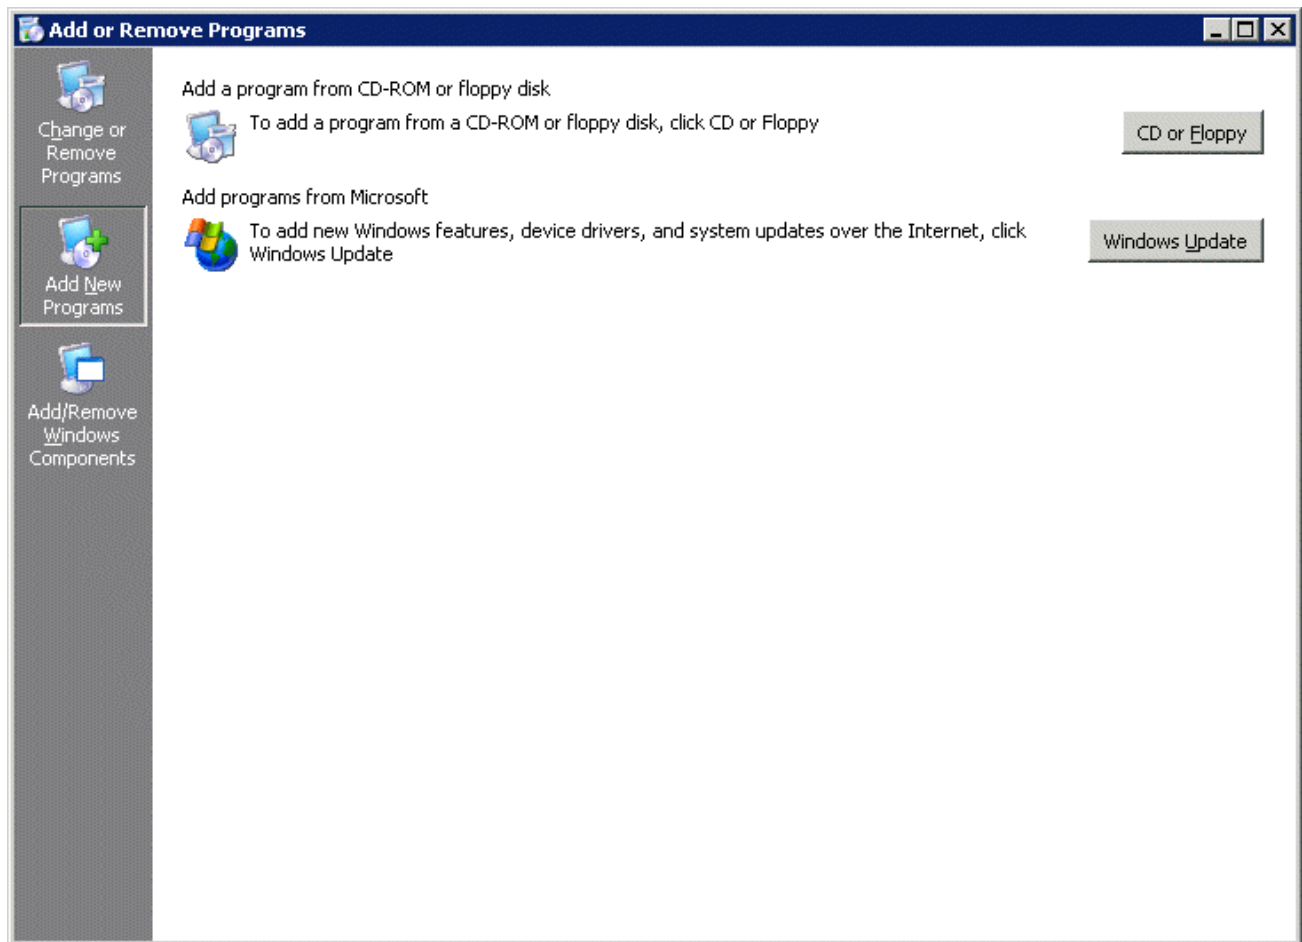 Add or Remove Programs
Change or
Remove
Programs
Add New
Programs
Add/Remove
Windows
Components
Add a program from CD-ROM or floppy disk
To add a program from a CD-ROM or floppy disk, click CD or Floppy
CD or Floppy
Add programs from Microsoft
To add new Windows features, device drivers, and system updates over the Internet, click
Windows Update
Windows Update